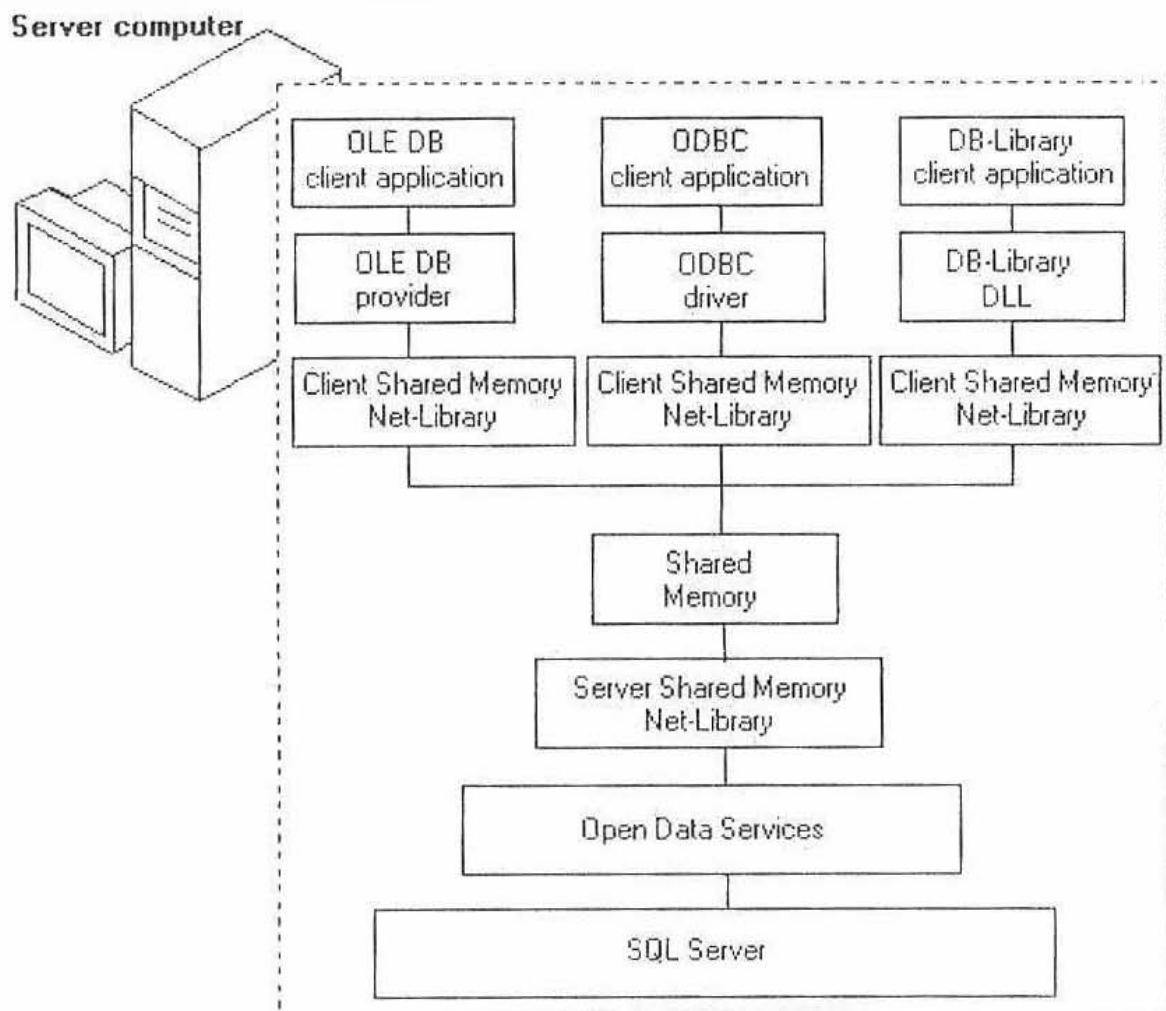 Server computer
OLE DB
client application
ODBC
client application
DB-Library
client application
OLE DB
provider
ODBC
driver
DB-Library
DLL
Client Shared Memory
Net-Library
Client Shared Memory
Net-Library
Client Shared Memory
Net-Library
Shared
Memory
Server Shared Memory
Net-Library
Open Data Services
SQL Server